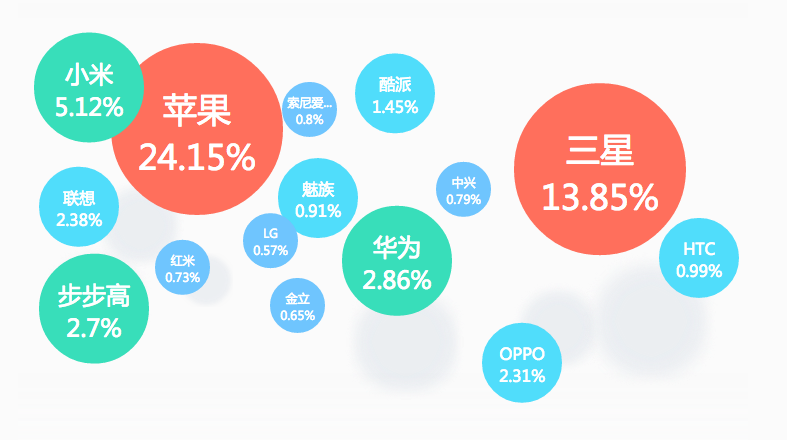 小米
5.12%
苹果
24.15%
索尼爱...
0.8%
酷派
1.45%
三星
13.85%
联想
2.38%
魅族
0.91%
中兴
0.79%
LG
0.57%
红米
0.73%
华为
2.86%
HTC
0.99%
步步高
2.7%
金立
0.65%
OPPO
2.31%